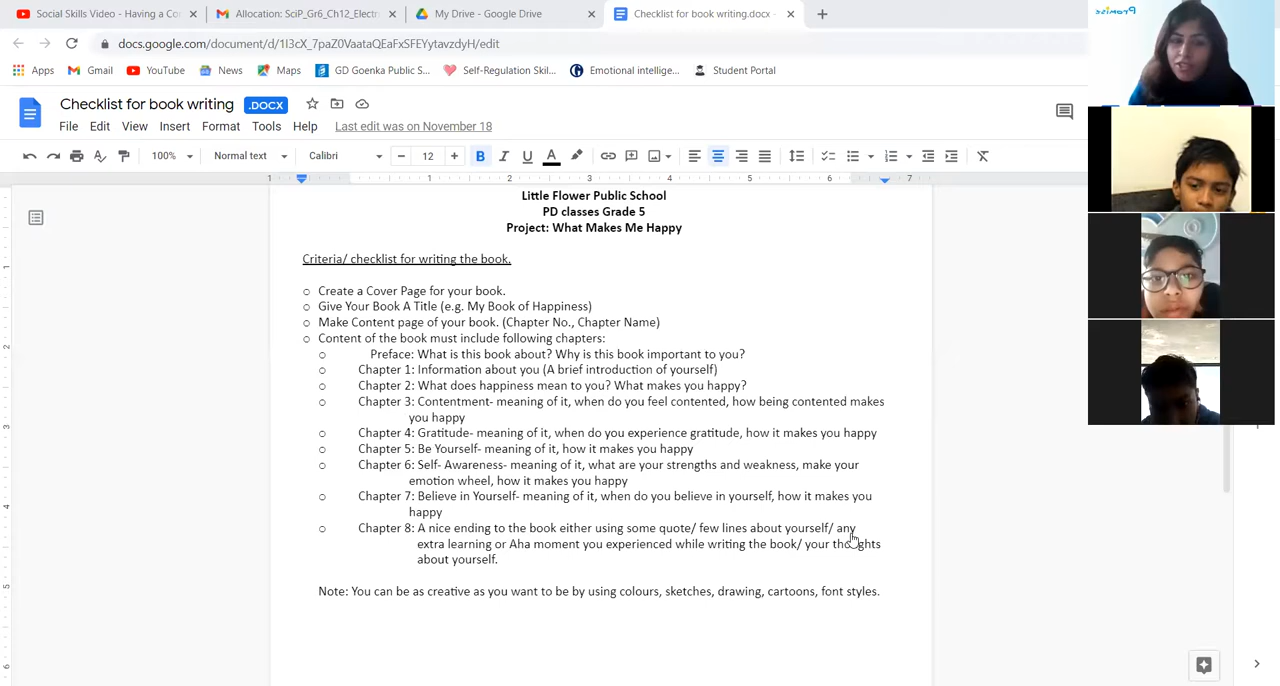 Social Skills Video - Having a Co
Allocation: SciP_Gr6_Ch12_Electr
My Drive - Google Drive
Checklist for book writing.docx
docs.google.com/document/d/1I3cX_7paZ0VaataQEaFxSFEYytavzdyH/edit
Apps
Gmail
YouTube
News
Maps
GD Goenka Public S...
Self-Regulation Skil...
Emotional intellige...
Student Portal
Checklist for book writing .DOCX
File Edit View Insert Format Tools Help Last edit was on November 18
100% Normal text Calibri 12
1 1 2 3 4 5 6 7
Little Flower Public School
PD classes Grade 5
Project: What Makes Me Happy
Criteria/ checklist for writing the book.
o Create a Cover Page for your book.
o Give Your Book A Title (e.g. My Book of Happiness)
o Make Content page of your book. (Chapter No., Chapter Name)
o Content of the book must include following chapters:
o Preface: What is this book about? Why is this book important to you?
o Chapter 1: Information about you (A brief introduction of yourself)
o Chapter 2: What does happiness mean to you? What makes you happy?
o Chapter 3: Contentment- meaning of it, when do you feel contented, how being contented makes
you happy
o Chapter 4: Gratitude- meaning of it, when do you experience gratitude, how it makes you happy
o Chapter 5: Be Yourself- meaning of it, how it makes you happy
o Chapter 6: Self- Awareness- meaning of it, what are your strengths and weakness, make your
emotion wheel, how it makes you happy
o Chapter 7: Believe in Yourself- meaning of it, when do you believe in yourself, how it makes you
happy
o Chapter 8: A nice ending to the book either using some quote/ few lines about yourself/ any
extra learning or Aha moment you experienced while writing the book/ your thoughts
about yourself.
Note: You can be as creative as you want to be by using colours, sketches, drawing, cartoons, font styles.
Promise